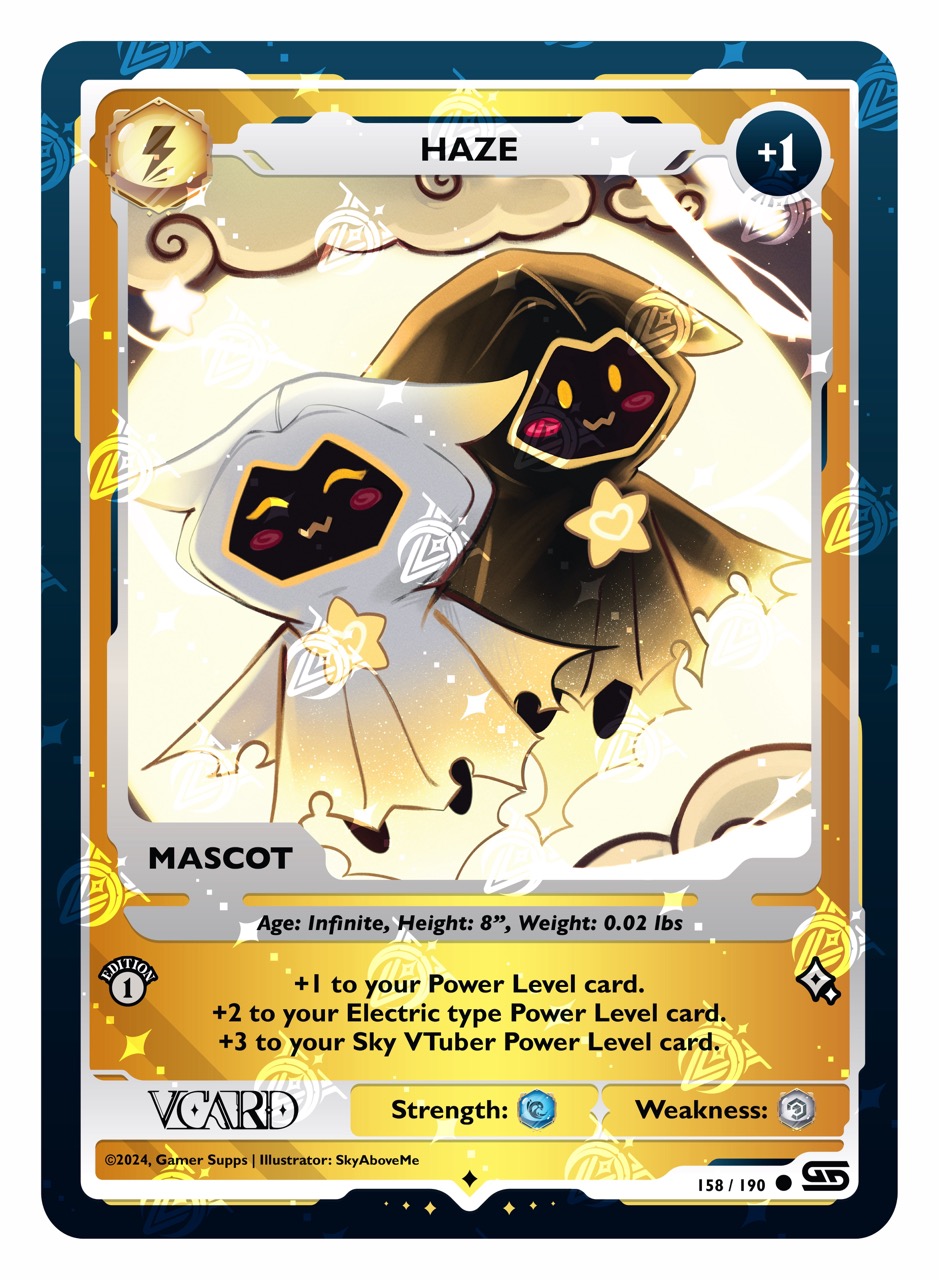 HAZE
+1
MASCOT
Age: Infinite, Height: 8”, Weight: 0.02 lbs
EDITION
1
+1 to your Power Level card.
+2 to your Electric type Power Level card.
+3 to your Sky VTuber Power Level card.
VCARD
Strength:
Weakness:
©2024, Gamer Supps | Illustrator: SkyAboveMe
158 / 190